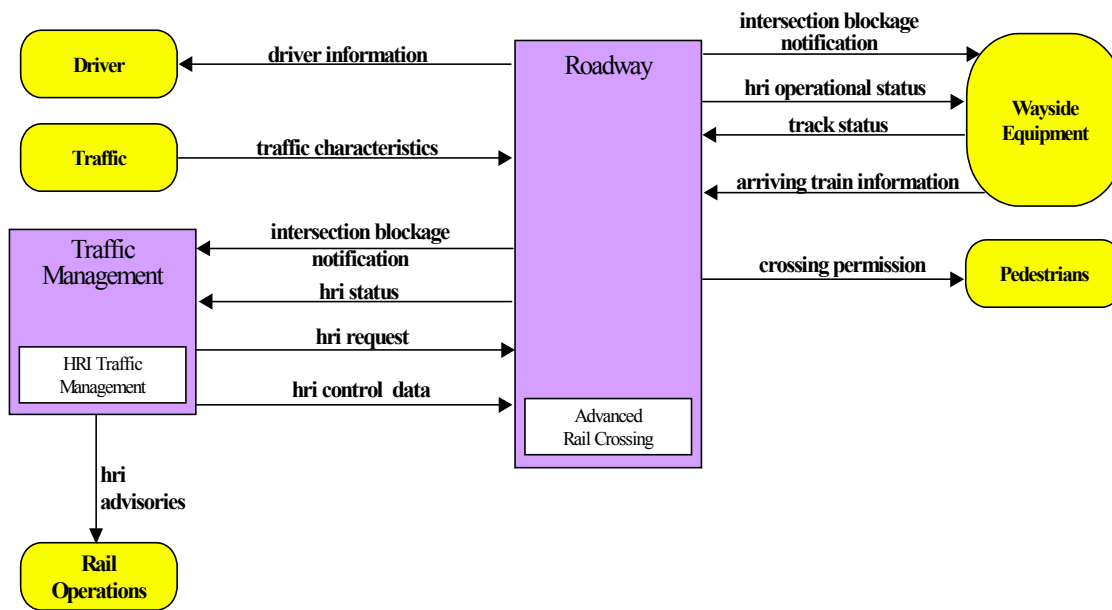 intersection blockage
notification
Driver
driver information
Roadway
hri operational status
Wayside
Equipment
track status
Traffic
traffic characteristics
arriving train information
Traffic
Management
intersection blockage
notification
crossing permission
Pedestrians
hri status
hri request
HRI Traffic
Management
hri control data
Advanced
Rail Crossing
hri
advisories
Rail
Operations